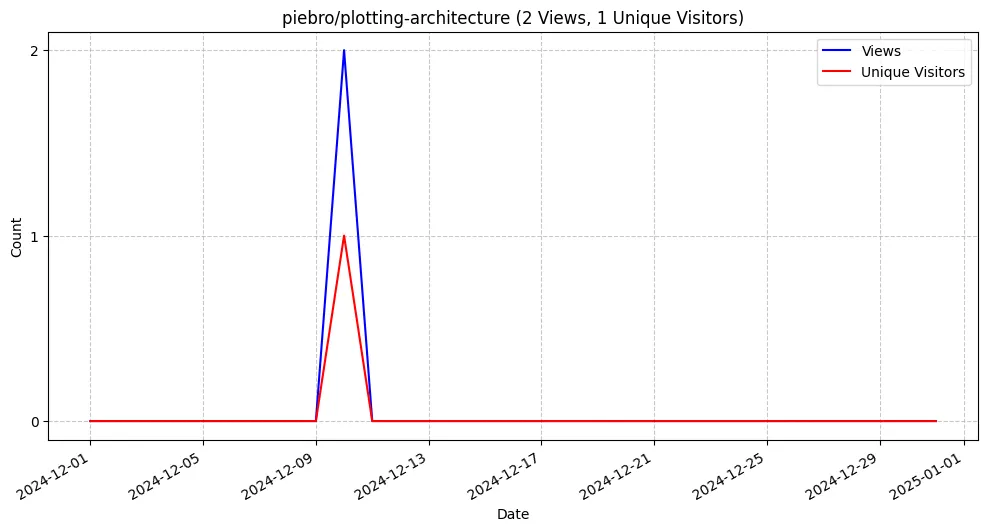 piebro/plotting-architecture (2 Views, 1 Unique Visitors)
Views
Unique Visitors
Count
2
1
0
2024-12-01
2024-12-05
2024-12-09
2024-12-13
2024-12-17
2024-12-21
2024-12-25
2024-12-29
2025-01-01
Date